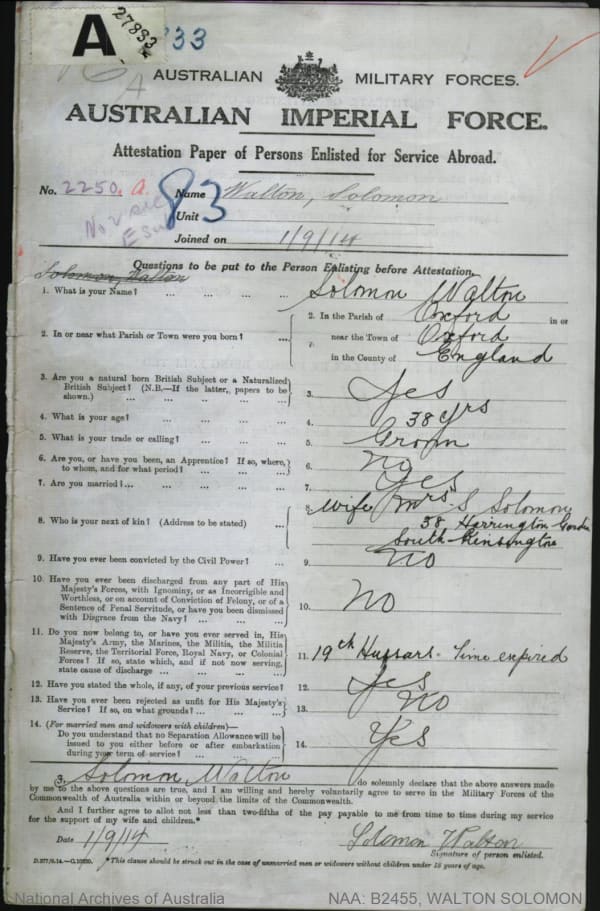 A 27833
333
AUSTRALIAN MILITARY FORCES.
AUSTRALIAN IMPERIAL FORCE.
Attestation Paper of Persons Enlisted for Service Abroad.
No. 2250. A. 83 Name Walton, Solomon
Unit
Joined on 1/9/14
Questions to be put to the Person Enlisting before Attestation.
Solomon, Walton
1. What is your Name? ... ... ... ... Solomon Walton
2. In or near what Parish or Town were you born? ... 2. In the Parish of Oxford in or
near the Town of Oxford
in the County of England
3. Are you a natural born British Subject or a Naturalized
British Subject? (N.B.—If the latter, papers to be
shown.) ... ... ... ... 3. Yes
4. What is your age? ... ... ... ... 4. 38 yrs
5. What is your trade or calling? ... ... ... 5. Groom
6. Are you, or have you been, an Apprentice? If so, where,
to whom, and for what period? ... ... ... 6. No
7. Are you married?... ... ... ... ... 7. Yes
8. Who is your next of kin? (Address to be stated) ... 8. wife Mrs S. Solomon
58 Harrington Garden
South Kensington
9. Have you ever been convicted by the Civil Power? ... 9. No
10. Have you ever been discharged from any part of His
Majesty's Forces, with Ignominy, or as Incorrigible and
Worthless, or on account of Conviction of Felony, or of a
Sentence of Penal Servitude, or have you been dismissed
with Disgrace from the Navy? ... ... ... 10. No
11. Do you now belong to, or have you ever served in, His
Majesty's Army, the Marines, the Militia, the Militia
Reserve, the Territorial Force, Royal Navy, or Colonial
Forces? If so, state which, and if not now serving,
state cause of discharge ... ... ... ... 11. 19th Hussars - Time expired
12. Have you stated the whole, if any, of your previous service? 12. Yes
13. Have you ever been rejected as unfit for His Majesty's
Service? If so, on what grounds? ... ... ... 13. No
14. (For married men and widowers with children)—
Do you understand that no Separation Allowance will be
issued to you either before or after embarkation
during your term of service? ... ... ... 14. Yes
Solomon Walton do solemnly declare that the above answers made
by me to the above questions are true, and I am willing and hereby voluntarily agree to serve in the Military Forces of the
Commonwealth of Australia within or beyond the limits of the Commonwealth.
And I further agree to allot not less than two-fifths of the pay payable to me from time to time during my service
for the support of my wife and children.*
Date 1/9/14 Solomon Walton
Signature of person enlisted.
*This clause should be struck out in the case of unmarried men or widowers without children under 18 years of age.
National Archives of Australia NAA: B2455, WALTON SOLOMON